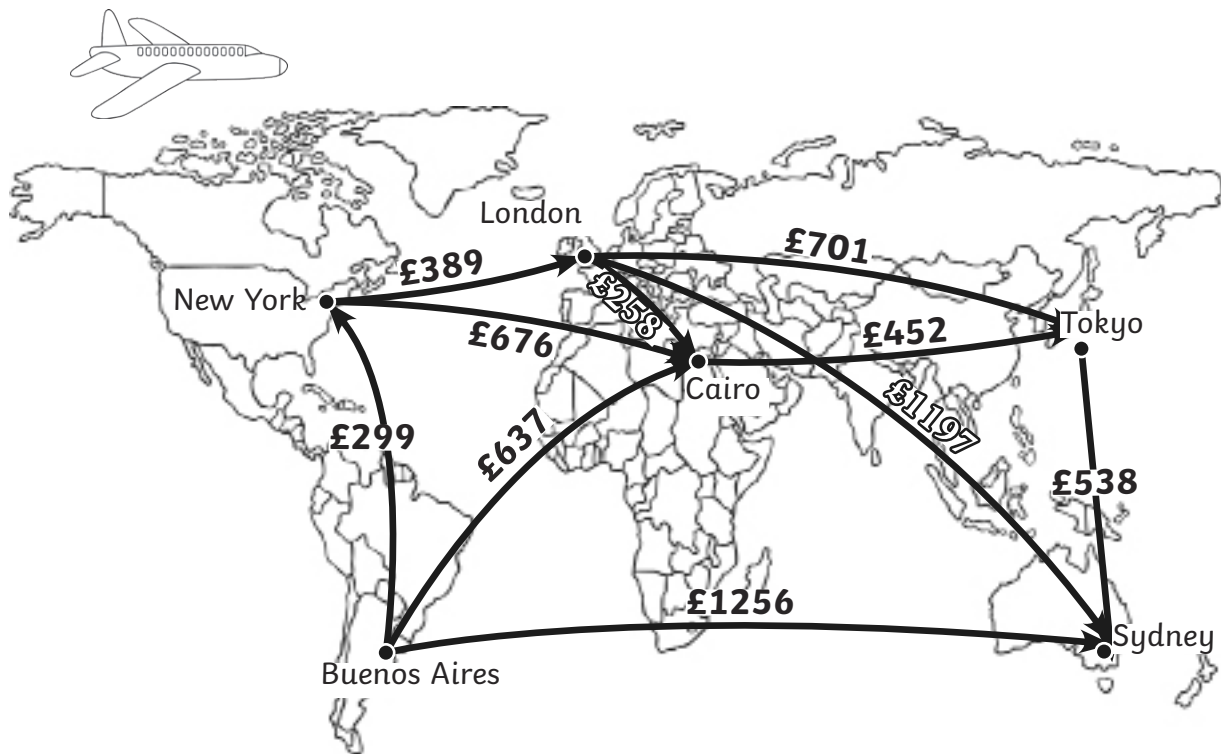 London
£701
£389
New York
£258
£676
Tokyo
£452
Cairo
£1197
£299
£637
£538
£1256
Sydney
Buenos Aires